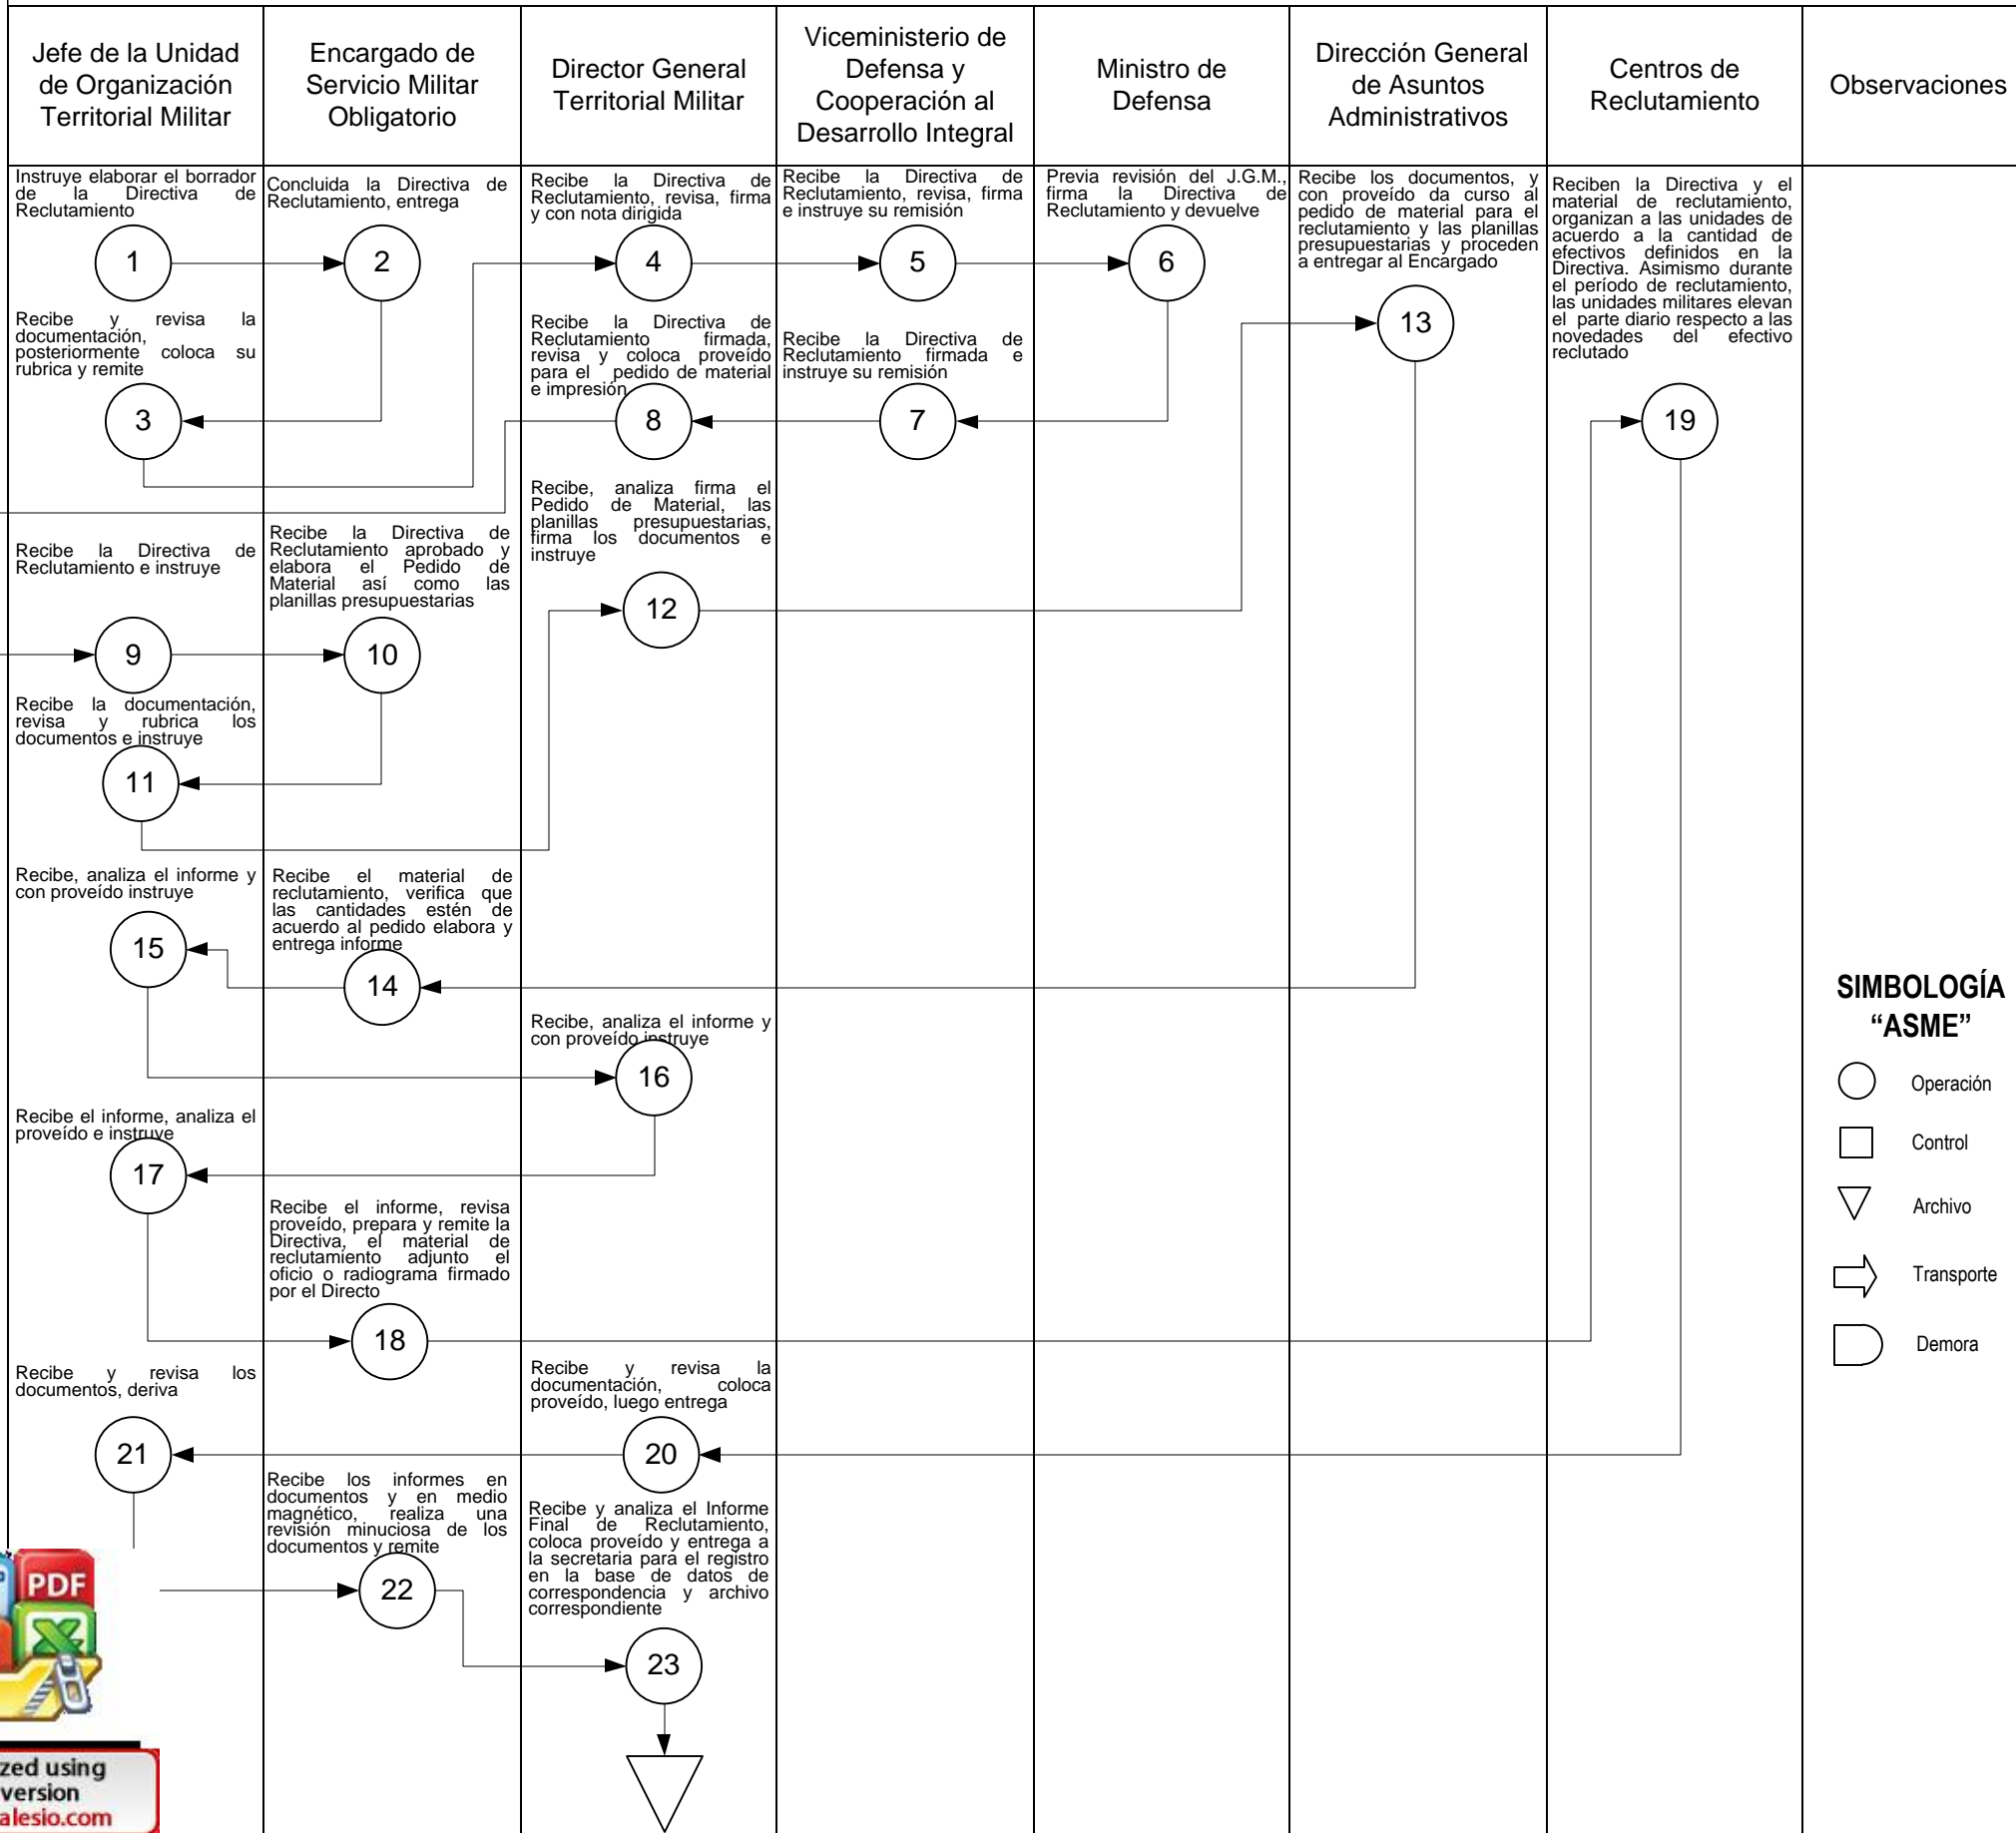 Jefe de la Unidad
de Organización
Territorial Militar
Encargado de
Servicio Militar
Obligatorio
Director General
Territorial Militar
Viceministerio de
Defensa y
Cooperación al
Desarrollo Integral
Ministro de
Defensa
Dirección General
de Asuntos
Administrativos
Centros de
Reclutamiento
Observaciones
Instruye elaborar el borrador
de la Directiva de
Reclutamiento
1
Concluida la Directiva de
Reclutamiento, entrega
2
Recibe la Directiva de
Reclutamiento, revisa, firma
y con nota dirigida
4
Recibe la Directiva de
Reclutamiento, revisa, firma
e instruye su remisión
5
Previa revisión del J.G.M.,
firma la Directiva de
Reclutamiento y devuelve
6
Recibe los documentos, y
con proveído da curso al
pedido de material para el
reclutamiento y las planillas
presupuestarias y proceden
a entregar al Encargado
13
Reciben la Directiva y el
material de reclutamiento,
organizan a las unidades de
acuerdo a la cantidad de
efectivos definidos en la
Directiva. Asimismo durante
el período de reclutamiento,
las unidades militares elevan
el parte diario respecto a las
novedades del efectivo
reclutado
19
Recibe y revisa la
documentación,
posteriormente coloca su
rubrica y remite
3
Recibe la Directiva de
Reclutamiento firmada,
revisa y coloca proveído
para el pedido de material
e impresión
8
Recibe la Directiva de
Reclutamiento firmada e
instruye su remisión
7
Recibe, analiza firma el
Pedido de Material, las
planillas presupuestarias,
firma los documentos e
instruye
12
Recibe la Directiva de
Reclutamiento e instruye
9
Recibe la Directiva de
Reclutamiento aprobado y
elabora el Pedido de
Material así como las
planillas presupuestarias
10
Recibe la documentación,
revisa y rubrica los
documentos e instruye
11
Recibe, analiza el informe y
con proveído instruye
15
Recibe el material de
reclutamiento, verifica que
las cantidades estén de
acuerdo al pedido elabora y
entrega informe
14
Recibe, analiza el informe y
con proveído instruye
16
Recibe el informe, analiza el
proveído e instruye
17
Recibe el informe, revisa
proveído, prepara y remite la
Directiva, el material de
reclutamiento adjunto el
oficio o radiograma firmado
por el Directo
18
Recibe y revisa los
documentos, deriva
21
Recibe y revisa la
documentación, coloca
proveído, luego entrega
20
Recibe los informes en
documentos y en medio
magnético, realiza una
revisión minuciosa de los
documentos y remite
22
Recibe y analiza el Informe
Final de Reclutamiento,
coloca proveído y entrega a
la secretaria para el registro
en la base de datos de
correspondencia y archivo
correspondiente
23
SIMBOLOGÍA
“ASME”
Operación
Control
Archivo
Transporte
Demora
PDF
zed using
version
alesio.com